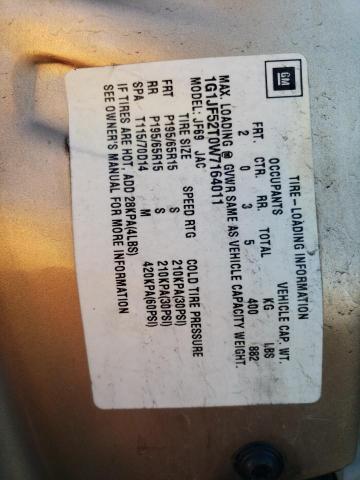 GM
TIRE-LOADING INFORMATION
OCCUPANTS VEHICLE CAP. WT.
FRT. CTR. RR. TOTAL KG LBS
2 0 3 5 400 882
MAX. LOADING @ GVWR SAME AS VEHICLE CAPACITY WEIGHT.
1G1JF52T0W7164011
MODEL: JF69 JAC
TIRE SIZE SPEED RTG COLD TIRE PRESSURE
FRT P195/65R15 S 210KPA(30PSI)
RR P195/65R15 S 210KPA(30PSI)
SPA T115/70D14 M 420KPA(60PSI)
IF TIRES ARE HOT, ADD 28KPA(4LBS)
SEE OWNER'S MANUAL FOR MORE INFORMATION